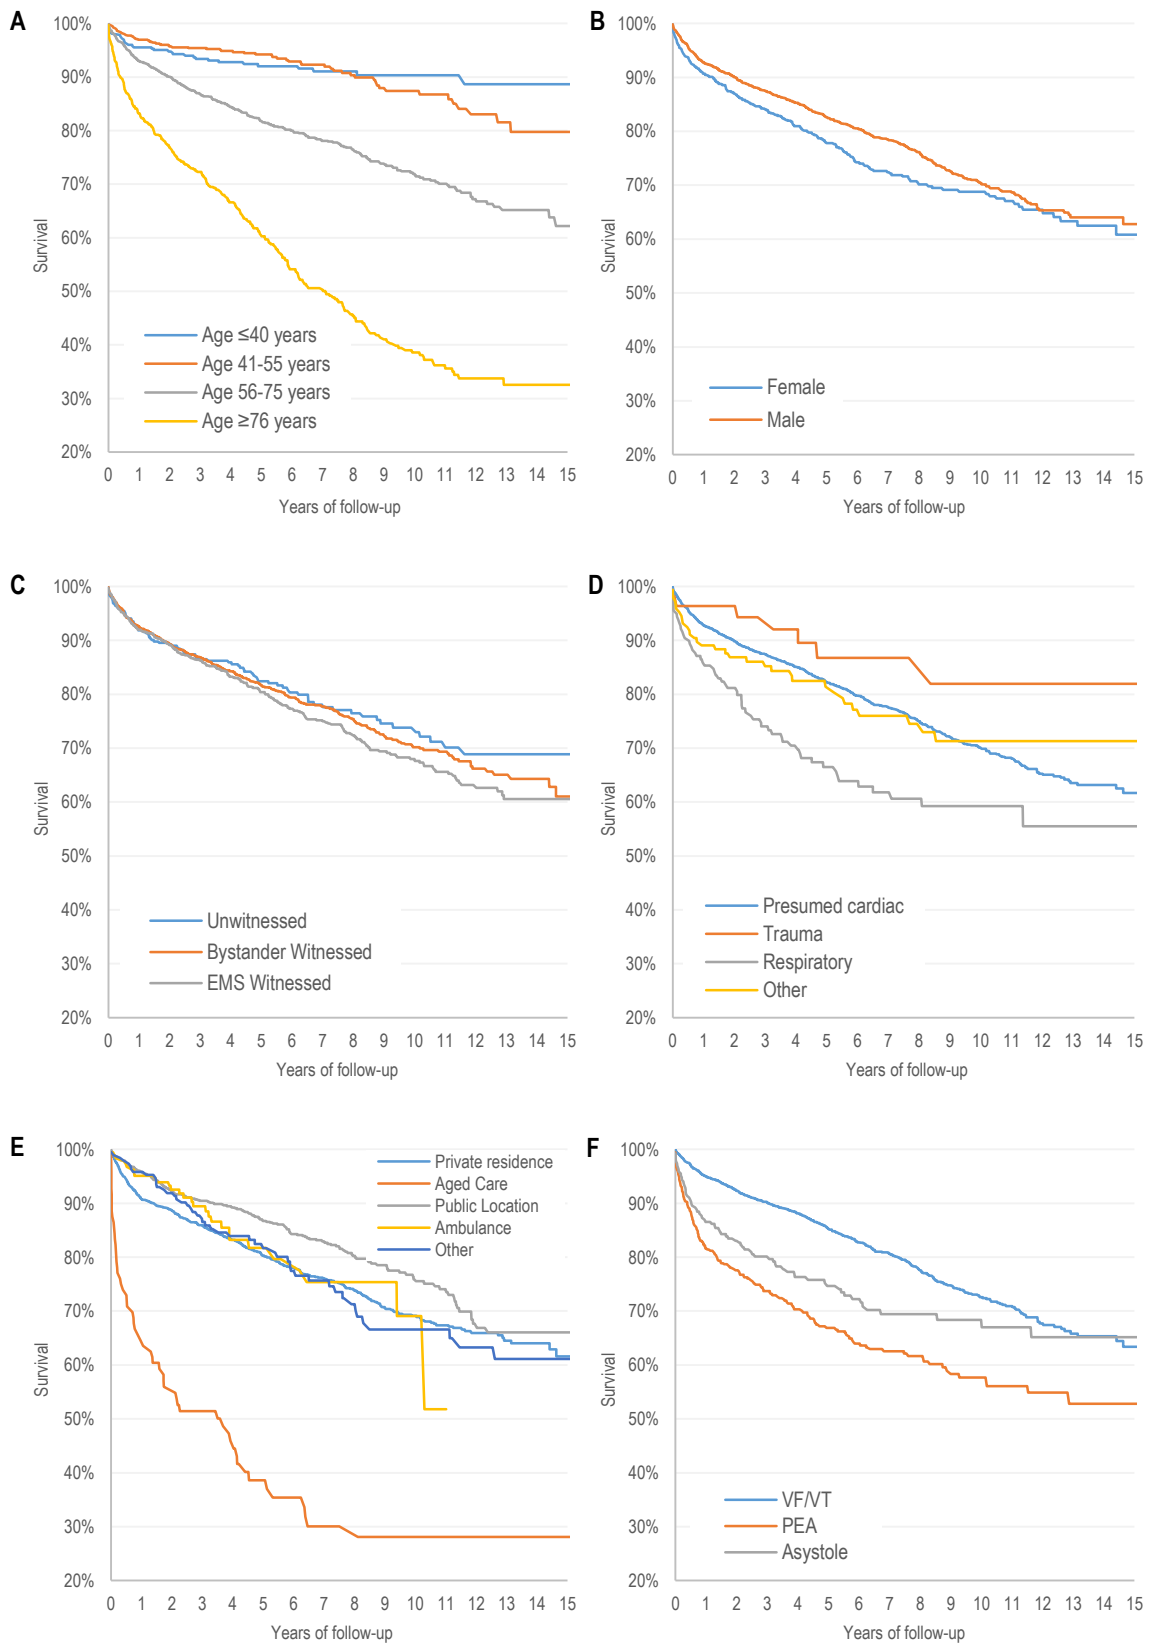 A
100%
90%
80%
70%
60%
50%
40%
30%
20%
Survival
Age ≤40 years
Age 41-55 years
Age 56-75 years
Age ≥76 years
0 1 2 3 4 5 6 7 8 9 10 11 12 13 14 15
Years of follow-up
B
100%
90%
80%
70%
60%
50%
40%
30%
20%
Survival
Female
Male
0 1 2 3 4 5 6 7 8 9 10 11 12 13 14 15
Years of follow-up
C
100%
90%
80%
70%
60%
50%
40%
30%
20%
Survival
Unwitnessed
Bystander Witnessed
EMS Witnessed
0 1 2 3 4 5 6 7 8 9 10 11 12 13 14 15
Years of follow-up
D
100%
90%
80%
70%
60%
50%
40%
30%
20%
Survival
Presumed cardiac
Trauma
Respiratory
Other
0 1 2 3 4 5 6 7 8 9 10 11 12 13 14 15
Years of follow-up
E
100%
90%
80%
70%
60%
50%
40%
30%
20%
Survival
Private residence
Aged Care
Public Location
Ambulance
Other
0 1 2 3 4 5 6 7 8 9 10 11 12 13 14 15
Years of follow-up
F
100%
90%
80%
70%
60%
50%
40%
30%
20%
Survival
VF/VT
PEA
Asystole
0 1 2 3 4 5 6 7 8 9 10 11 12 13 14 15
Years of follow-up